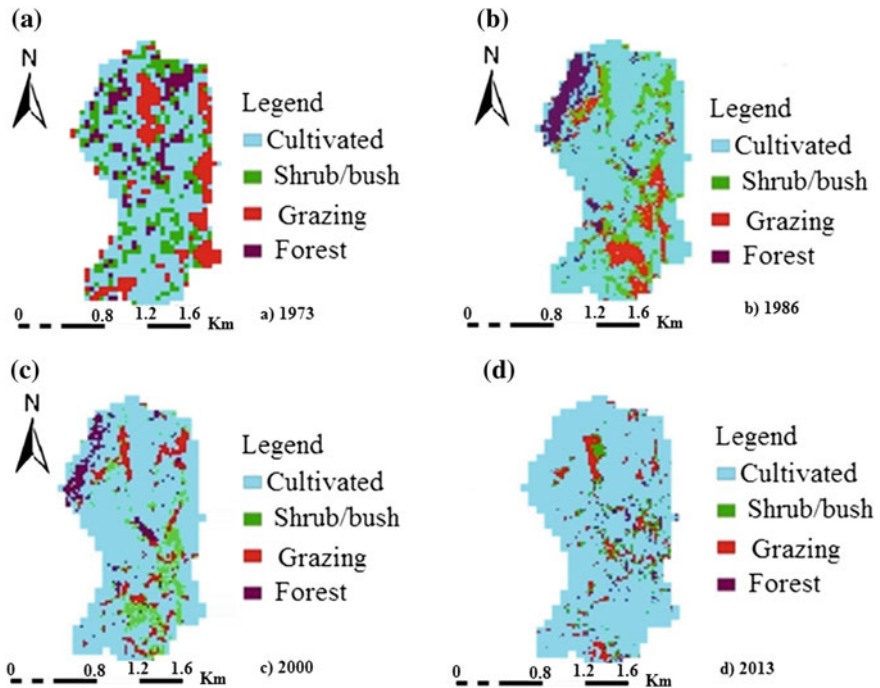 (a)
N
Legend
Cultivated
Shrub/bush
Grazing
Forest
0 0.8 1.2 1.6 Km
a) 1973
(b)
N
Legend
Cultivated
Shrub/bush
Grazing
Forest
0 0.8 1.2 1.6 Km
b) 1986
(c)
N
Legend
Cultivated
Shrub/bush
Grazing
Forest
0 0.8 1.2 1.6 Km
c) 2000
(d)
N
Legend
Cultivated
Shrub/bush
Grazing
Forest
0 0.8 1.2 1.6 Km
d) 2013